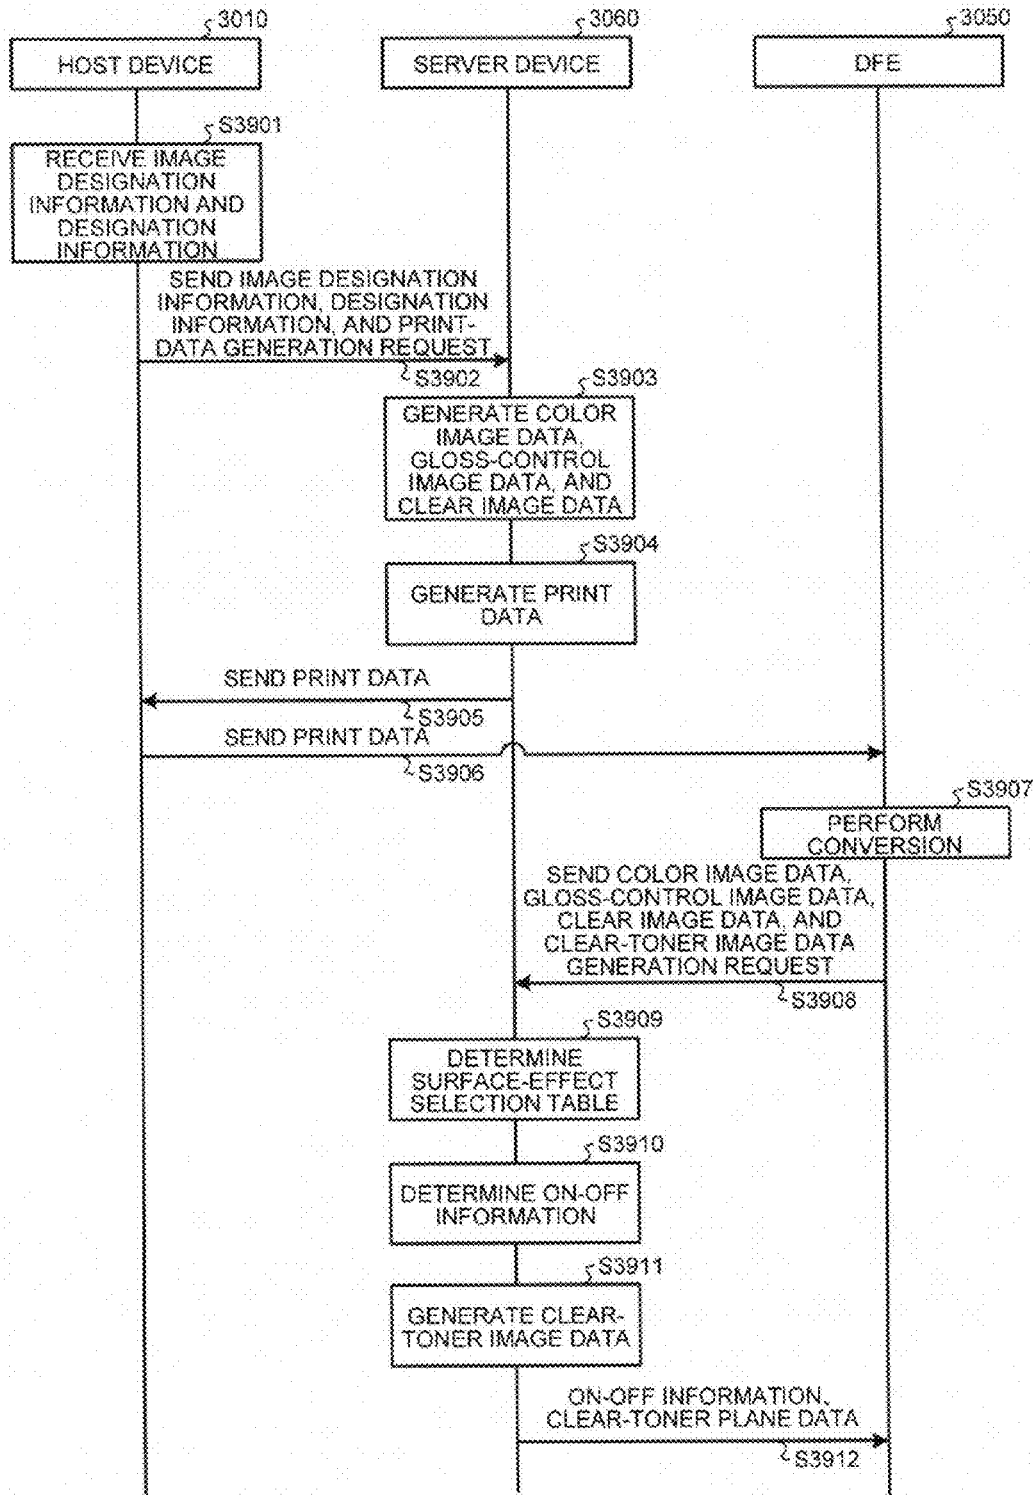 3010
3060
3050
HOST DEVICE
SERVER DEVICE
DFE
S3901
RECEIVE IMAGE
DESIGNATION
INFORMATION AND
DESIGNATION
INFORMATION
SEND IMAGE DESIGNATION
INFORMATION, DESIGNATION
INFORMATION, AND PRINT-
DATA GENERATION REQUEST
S3902
S3903
GENERATE COLOR
IMAGE DATA,
GLOSS-CONTROL
IMAGE DATA, AND
CLEAR IMAGE DATA
S3904
GENERATE PRINT
DATA
SEND PRINT DATA
S3905
SEND PRINT DATA
S3906
S3907
PERFORM
CONVERSION
SEND COLOR IMAGE DATA,
GLOSS-CONTROL IMAGE DATA,
CLEAR IMAGE DATA, AND
CLEAR-TONER IMAGE DATA
GENERATION REQUEST
S3908
S3909
DETERMINE
SURFACE-EFFECT
SELECTION TABLE
S3910
DETERMINE ON-OFF
INFORMATION
S3911
GENERATE CLEAR-
TONER IMAGE DATA
ON-OFF INFORMATION,
CLEAR-TONER PLANE DATA
S3912